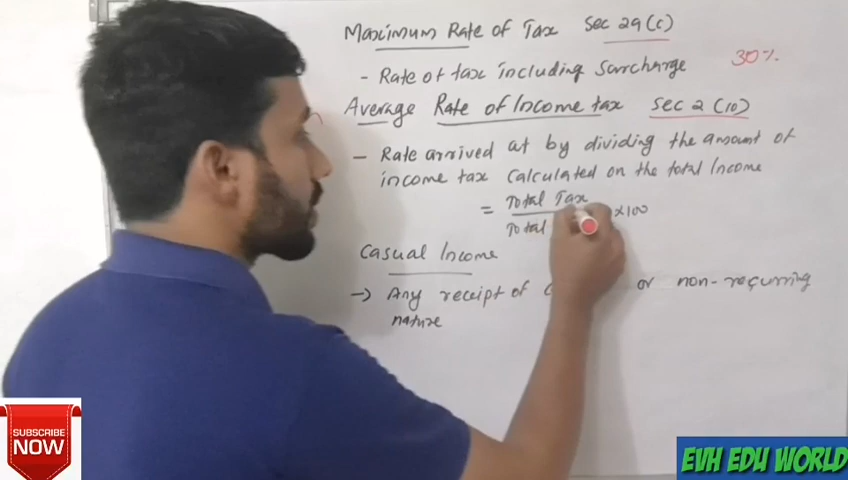 Maximum Rate of Tax Sec 29(c)
- Rate of tax including Surcharge 30%
Average Rate of Income tax Sec 2 (10)
- Rate arrived at by dividing the amount of
income tax Calculated on the total Income
= Total Tax
Total ×100
Casual Income
→ Any receipt of or non-recurring
nature
SUBSCRIBE
NOW
EVH EDU WORLD